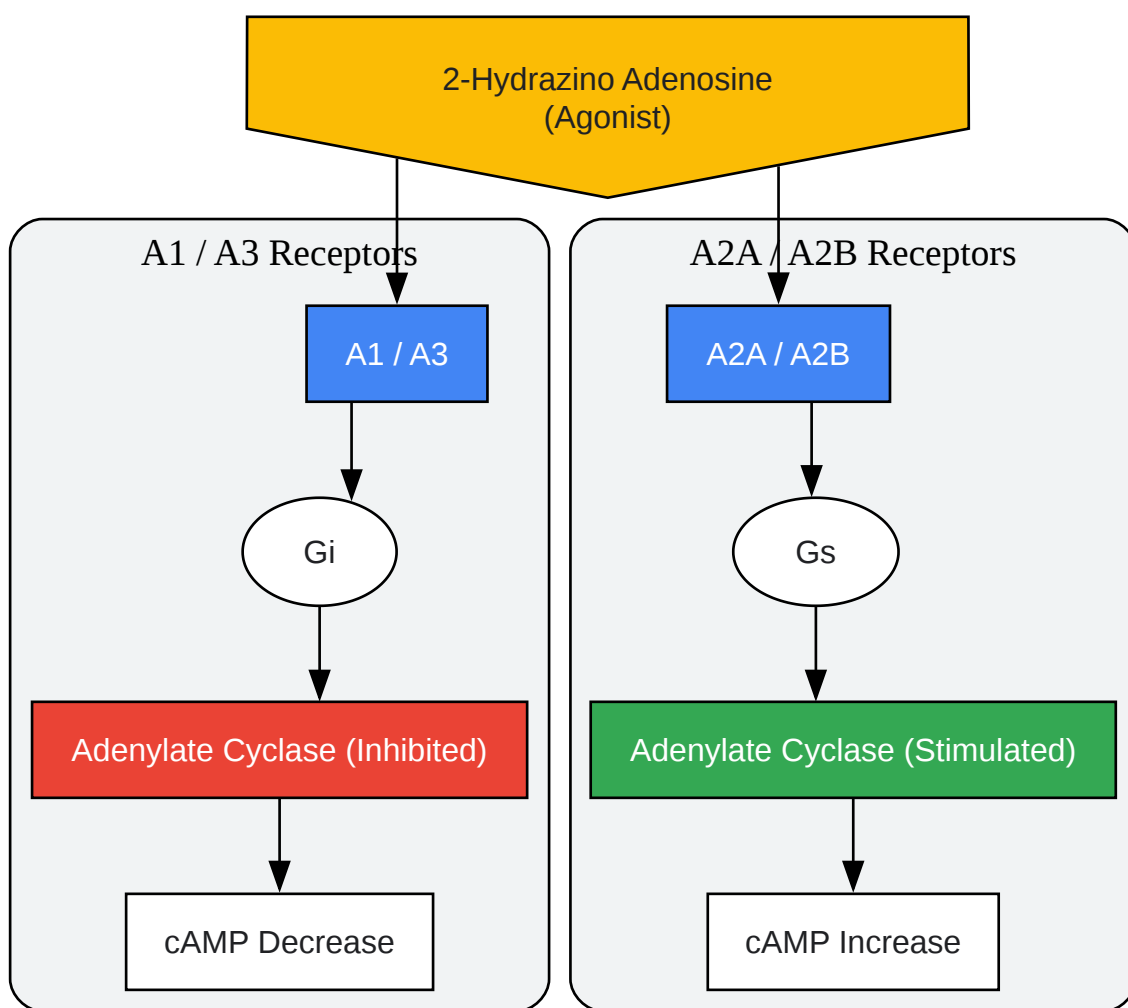 2-Hydrazino Adenosine
(Agonist)
A1 / A3 Receptors
A1 / A3
Gi
Adenylate Cyclase (Inhibited)
cAMP Decrease
A2A / A2B Receptors
A2A / A2B
Gs
Adenylate Cyclase (Stimulated)
cAMP Increase